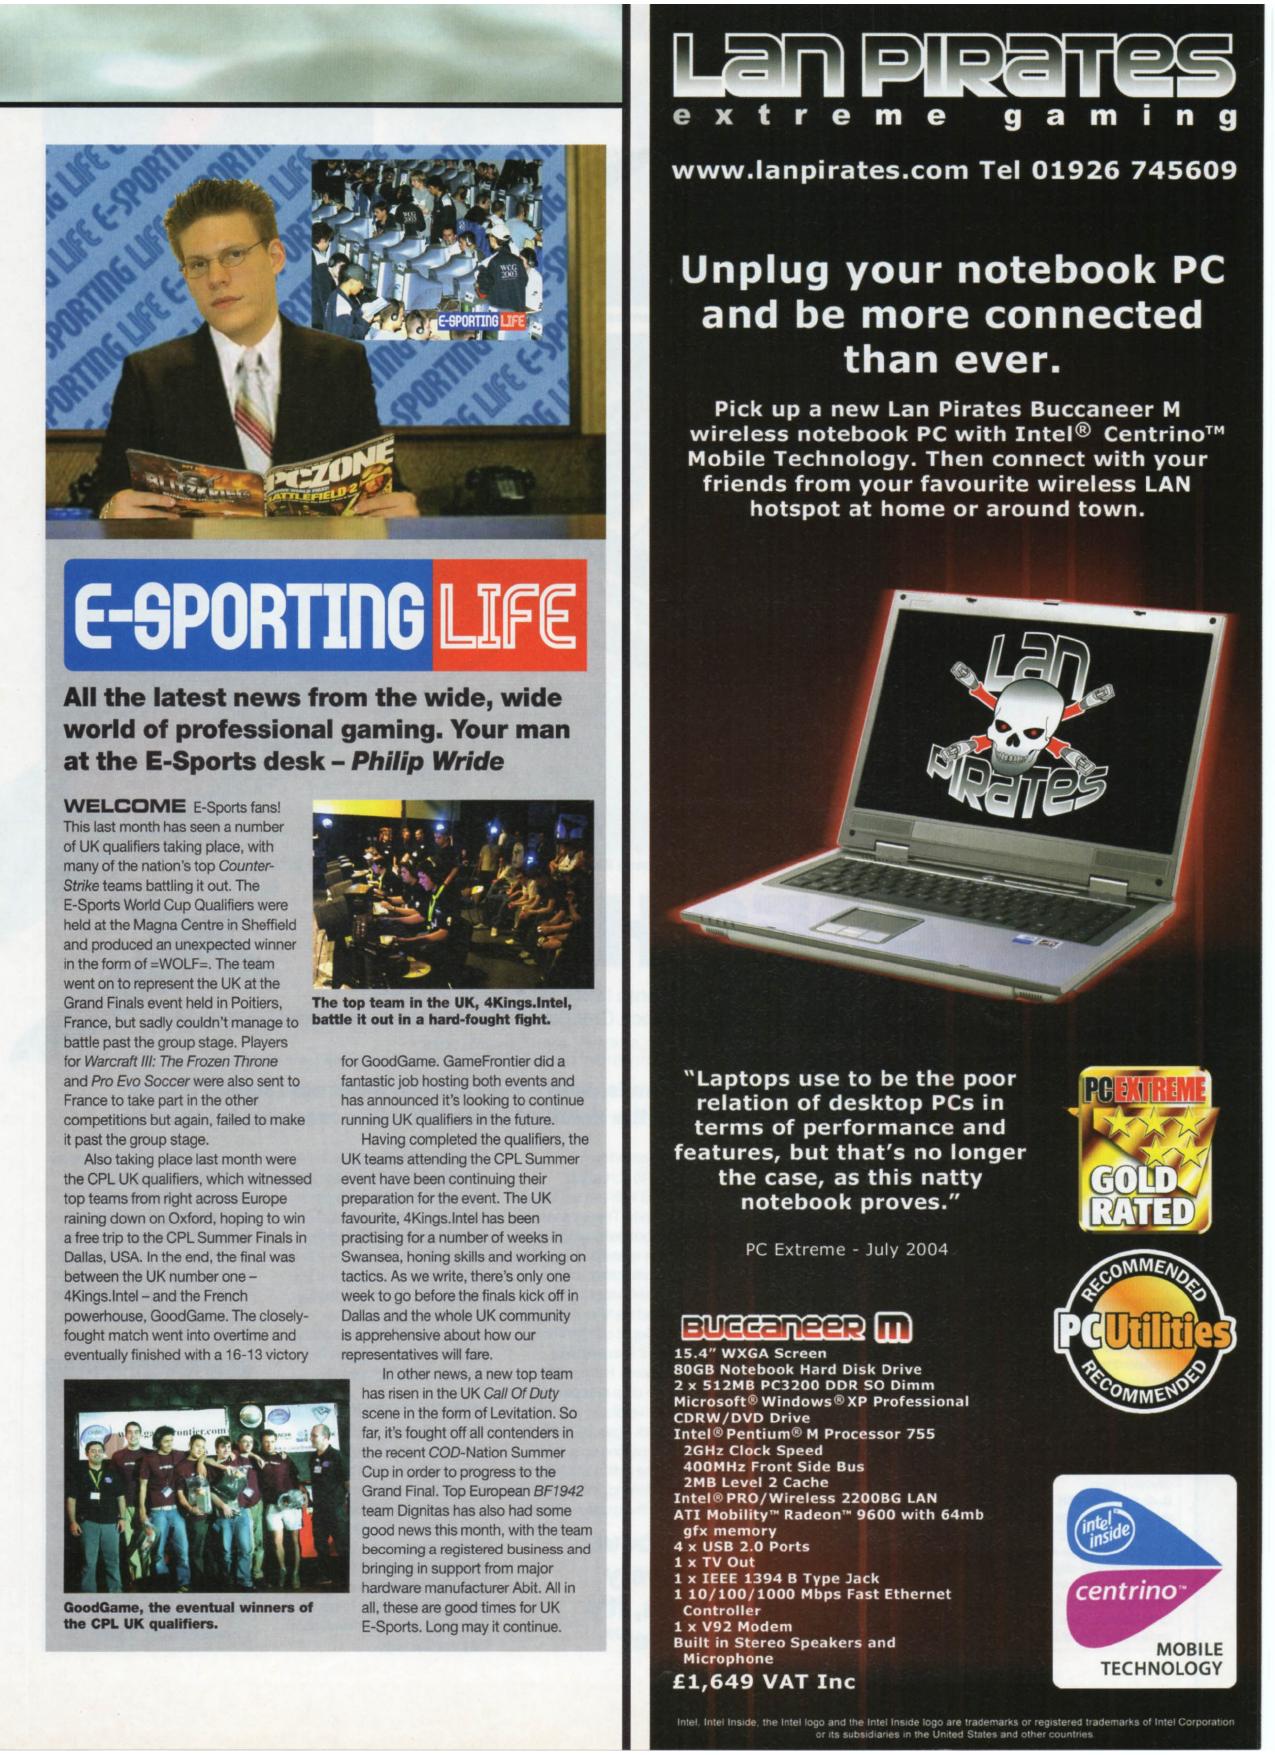 E-SPORTING LIFE
WCG
2003
WCG
2003
E-SPORTING LIFE
BLITZKRIEG
PCZONE
BATTLEFIELD 2
E-SPORTING LIFE
All the latest news from the wide, wide
world of professional gaming. Your man
at the E-Sports desk – Philip Wride
WELCOME E-Sports fans!
This last month has seen a number
of UK qualifiers taking place, with
many of the nation's top Counter-
Strike teams battling it out. The
E-Sports World Cup Qualifiers were
held at the Magna Centre in Sheffield
and produced an unexpected winner
in the form of =WOLF=. The team
went on to represent the UK at the
Grand Finals event held in Poitiers,
France, but sadly couldn't manage to
battle past the group stage. Players
for Warcraft III: The Frozen Throne
and Pro Evo Soccer were also sent to
France to take part in the other
competitions but again, failed to make
it past the group stage.
Also taking place last month were
the CPL UK qualifiers, which witnessed
top teams from right across Europe
raining down on Oxford, hoping to win
a free trip to the CPL Summer Finals in
Dallas, USA. In the end, the final was
between the UK number one –
4Kings.Intel – and the French
powerhouse, GoodGame. The closely-
fought match went into overtime and
eventually finished with a 16-13 victory
The top team in the UK, 4Kings.Intel,
battle it out in a hard-fought fight.
for GoodGame. GameFrontier did a
fantastic job hosting both events and
has announced it's looking to continue
running UK qualifiers in the future.
Having completed the qualifiers, the
UK teams attending the CPL Summer
event have been continuing their
preparation for the event. The UK
favourite, 4Kings.Intel has been
practising for a number of weeks in
Swansea, honing skills and working on
tactics. As we write, there's only one
week to go before the finals kick off in
Dallas and the whole UK community
is apprehensive about how our
representatives will fare.
In other news, a new top team
has risen in the UK Call Of Duty
scene in the form of Levitation. So
far, it's fought off all contenders in
the recent COD-Nation Summer
Cup in order to progress to the
Grand Final. Top European BF1942
team Dignitas has also had some
good news this month, with the team
becoming a registered business and
bringing in support from major
hardware manufacturer Abit. All in
all, these are good times for UK
E-Sports. Long may it continue.
GoodGame, the eventual winners of
the CPL UK qualifiers.
Lan PIRates
extreme gaming
www.lanpirates.com Tel 01926 745609
Unplug your notebook PC
and be more connected
than ever.
Pick up a new Lan Pirates Buccaneer M
wireless notebook PC with Intel® Centrino™
Mobile Technology. Then connect with your
friends from your favourite wireless LAN
hotspot at home or around town.
Lan
PIRates
"Laptops use to be the poor
relation of desktop PCs in
terms of performance and
features, but that's no longer
the case, as this natty
notebook proves."
PC Extreme - July 2004
PC EXTREME
GOLD
RATED
RECOMMENDED
PCUtilities
RECOMMENDED
BUCCANEER M
15.4" WXGA Screen
80GB Notebook Hard Disk Drive
2 x 512MB PC3200 DDR SO Dimm
Microsoft® Windows® XP Professional
CDRW/DVD Drive
Intel® Pentium® M Processor 755
2GHz Clock Speed
400MHz Front Side Bus
2MB Level 2 Cache
Intel® PRO/Wireless 2200BG LAN
ATI Mobility™ Radeon™ 9600 with 64mb
gfx memory
4 x USB 2.0 Ports
1 x TV Out
1 x IEEE 1394 B Type Jack
1 10/100/1000 Mbps Fast Ethernet
Controller
1 x V92 Modem
Built in Stereo Speakers and
Microphone
£1,649 VAT Inc
intel
inside
centrino™
MOBILE
TECHNOLOGY
Intel, Intel Inside, the Intel logo and the Intel Inside logo are trademarks or registered trademarks of Intel Corporation
or its subsidiaries in the United States and other countries